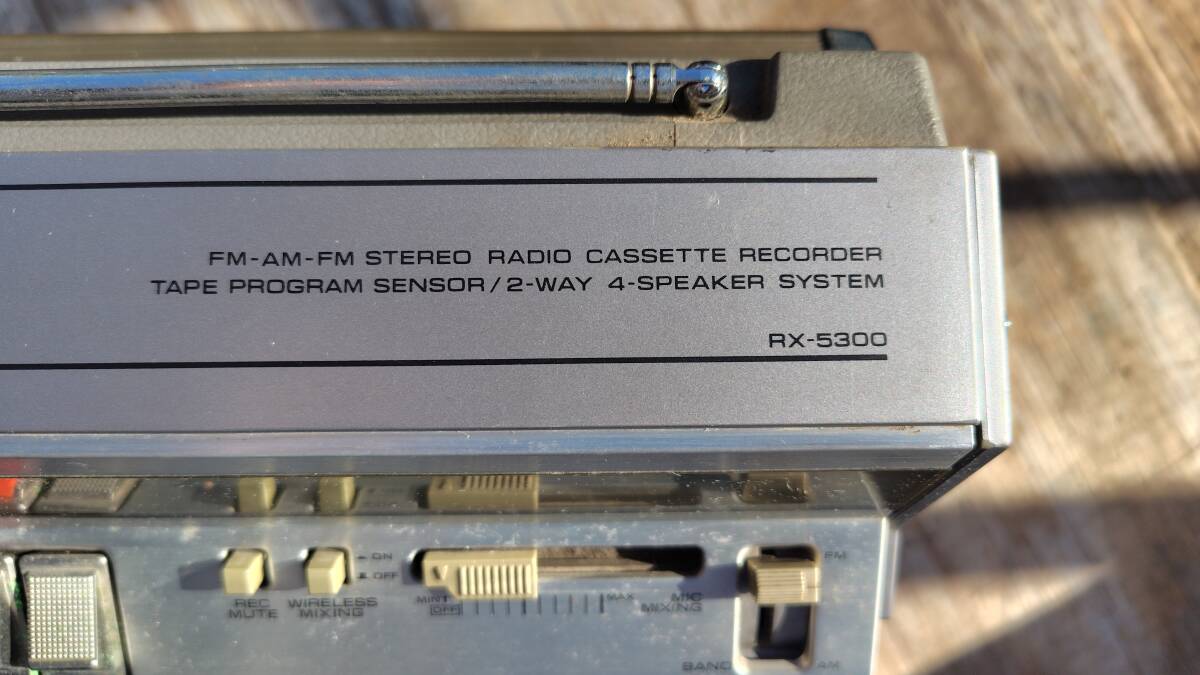 FM-AM-FM STEREO RADIO CASSETTE RECORDER
TAPE PROGRAM SENSOR/2-WAY 4-SPEAKER SYSTEM
RX-5300
ON
OFF
FM
REC
MUTE
WIRELESS
MIXING
MIN
OFF
MAX
MIC
MIXING
BAND
AM